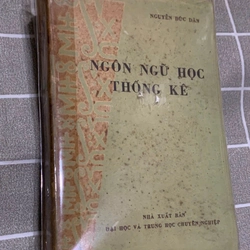 NGUYỄN ĐỨC DÂN
NGÔN NGỮ HỌC
THỐNG KÊ
NHÀ XUẤT BẢN
ĐẠI HỌC VÀ TRUNG HỌC CHUYÊN NGHIỆP